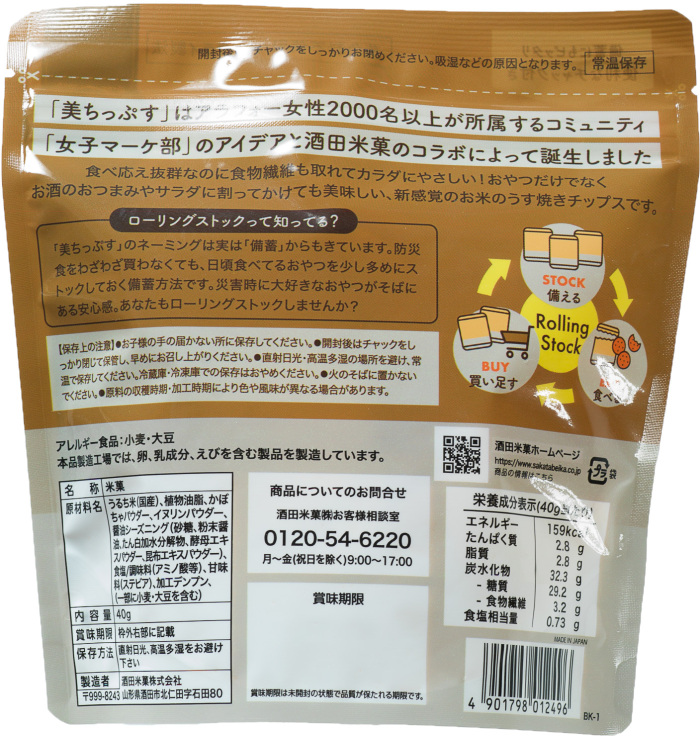 開封後は、チャックをしっかりお閉めください。吸湿などの原因となります。
常温保存
「美ちっぷす」はアラフォー女性2000名以上が所属するコミュニティ
「女子マーケ部」のアイデアと酒田米菓のコラボによって誕生しました
食べ応え抜群なのに食物繊維も取れてカラダにやさしい!おやつだけでなく
お酒のおつまみやサラダに割ってかけても美味しい、新感覚のお米のうす焼きチップスです。
ローリングストックって知ってる?
「美ちっぷす」のネーミングは実は「備蓄」からもきています。防災
食をわざわざ買わなくても、日頃食べてるおやつを少し多めにス
トックしておく備蓄方法です。災害時に大好きなおやつがそばに
ある安心感。あなたもローリングストックしませんか?
STOCK
備える
Rolling
Stock
BUY
買い足す
食べ
【保存上の注意】●お子様の手の届かない所に保存してください。●開封後はチャックをし
っかり閉じて保管し、早めにお召し上がりください。●直射日光・高温多湿の場所を避け、常
温で保存してください。冷蔵庫・冷凍庫での保存はおやめください。●火のそばに置かない
でください。●原料の収穫時期・加工時期により色や風味が異なる場合があります。
アレルギー食品:小麦・大豆
本品製造工場では、卵、乳成分、えびを含む製品を製造しています。
酒田米菓ホームページ
https://www.sakatabeika.co.jp
商品の情報はこちら
プラ
袋
名 称 米菓
原材料名 うるち米(国産)、植物油脂、かぼ
ちゃパウダー、イヌリンパウダー、
醤油シーズニング(砂糖、粉末醤
油、たん白加水分解物、酵母エキ
スパウダー、昆布エキスパウダー)、
食塩/調味料(アミノ酸等)、甘味
料(ステビア)、加工デンプン、
(一部に小麦・大豆を含む)
内 容 量 40g
賞味期限 枠外右部に記載
保存方法 直射日光、高温多湿をお避け
下さい
製造者 酒田米菓株式会社
〒999-8243 山形県酒田市北仁田字石田80
商品についてのお問合せ
酒田米菓㈱お客様相談室
0120-54-6220
月〜金(祝日を除く)9:00〜17:00
賞味期限
賞味期限は未開封の状態で品質が保たれる期限です。
栄養成分表示(40g当たり)
エネルギー 159kcal
たんぱく質 2.8 g
脂質 2.8 g
炭水化物 32.3 g
- 糖質 29.2 g
- 食物繊維 3.2 g
食塩相当量 0.73 g
MADE IN JAPAN
4 901798 012496
BK-1